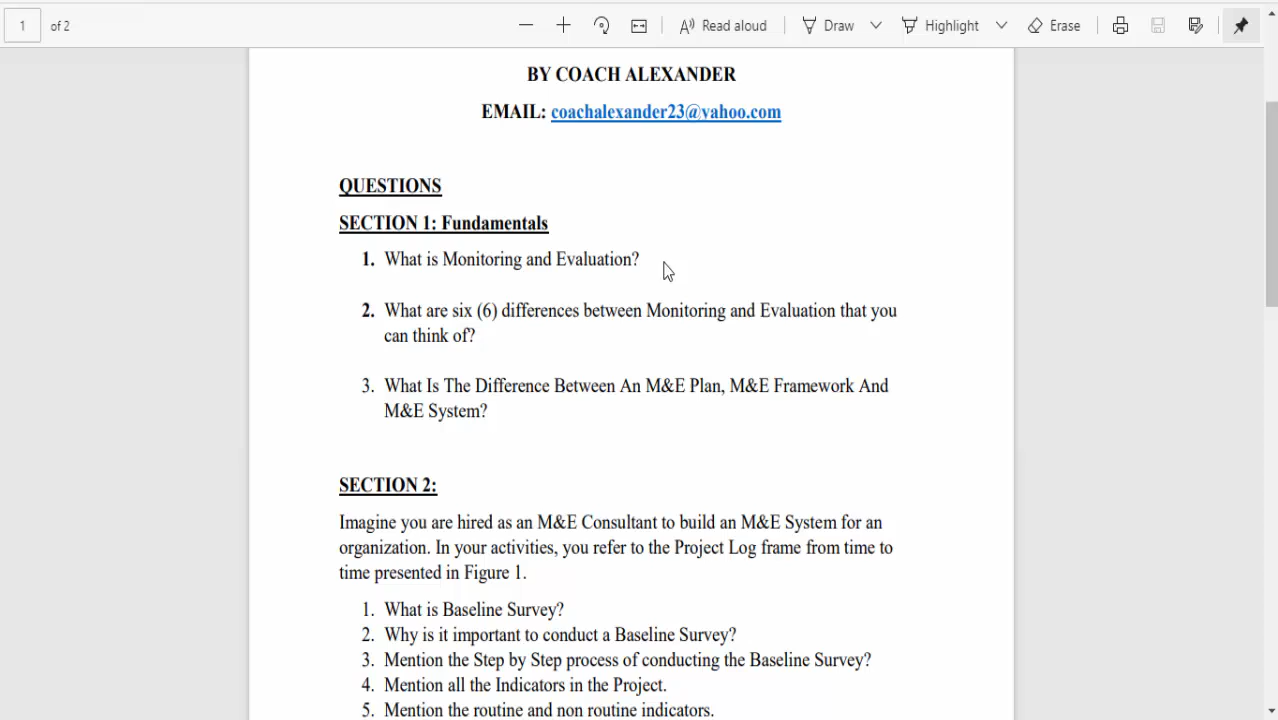 1 of 2 Read aloud Draw Highlight Erase
BY COACH ALEXANDER
EMAIL: coachalexander23@yahoo.com
QUESTIONS
SECTION 1: Fundamentals
1. What is Monitoring and Evaluation?
2. What are six (6) differences between Monitoring and Evaluation that you
can think of?
3. What Is The Difference Between An M&E Plan, M&E Framework And
M&E System?
SECTION 2:
Imagine you are hired as an M&E Consultant to build an M&E System for an
organization. In your activities, you refer to the Project Log frame from time to
time presented in Figure 1.
1. What is Baseline Survey?
2. Why is it important to conduct a Baseline Survey?
3. Mention the Step by Step process of conducting the Baseline Survey?
4. Mention all the Indicators in the Project.
5. Mention the routine and non routine indicators.